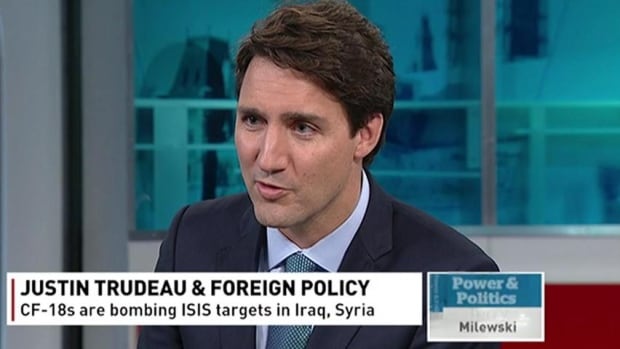 JUSTIN TRUDEAU & FOREIGN POLICY
CF-18s are bombing ISIS targets in Iraq, Syria
Power &
Politics
Milewski